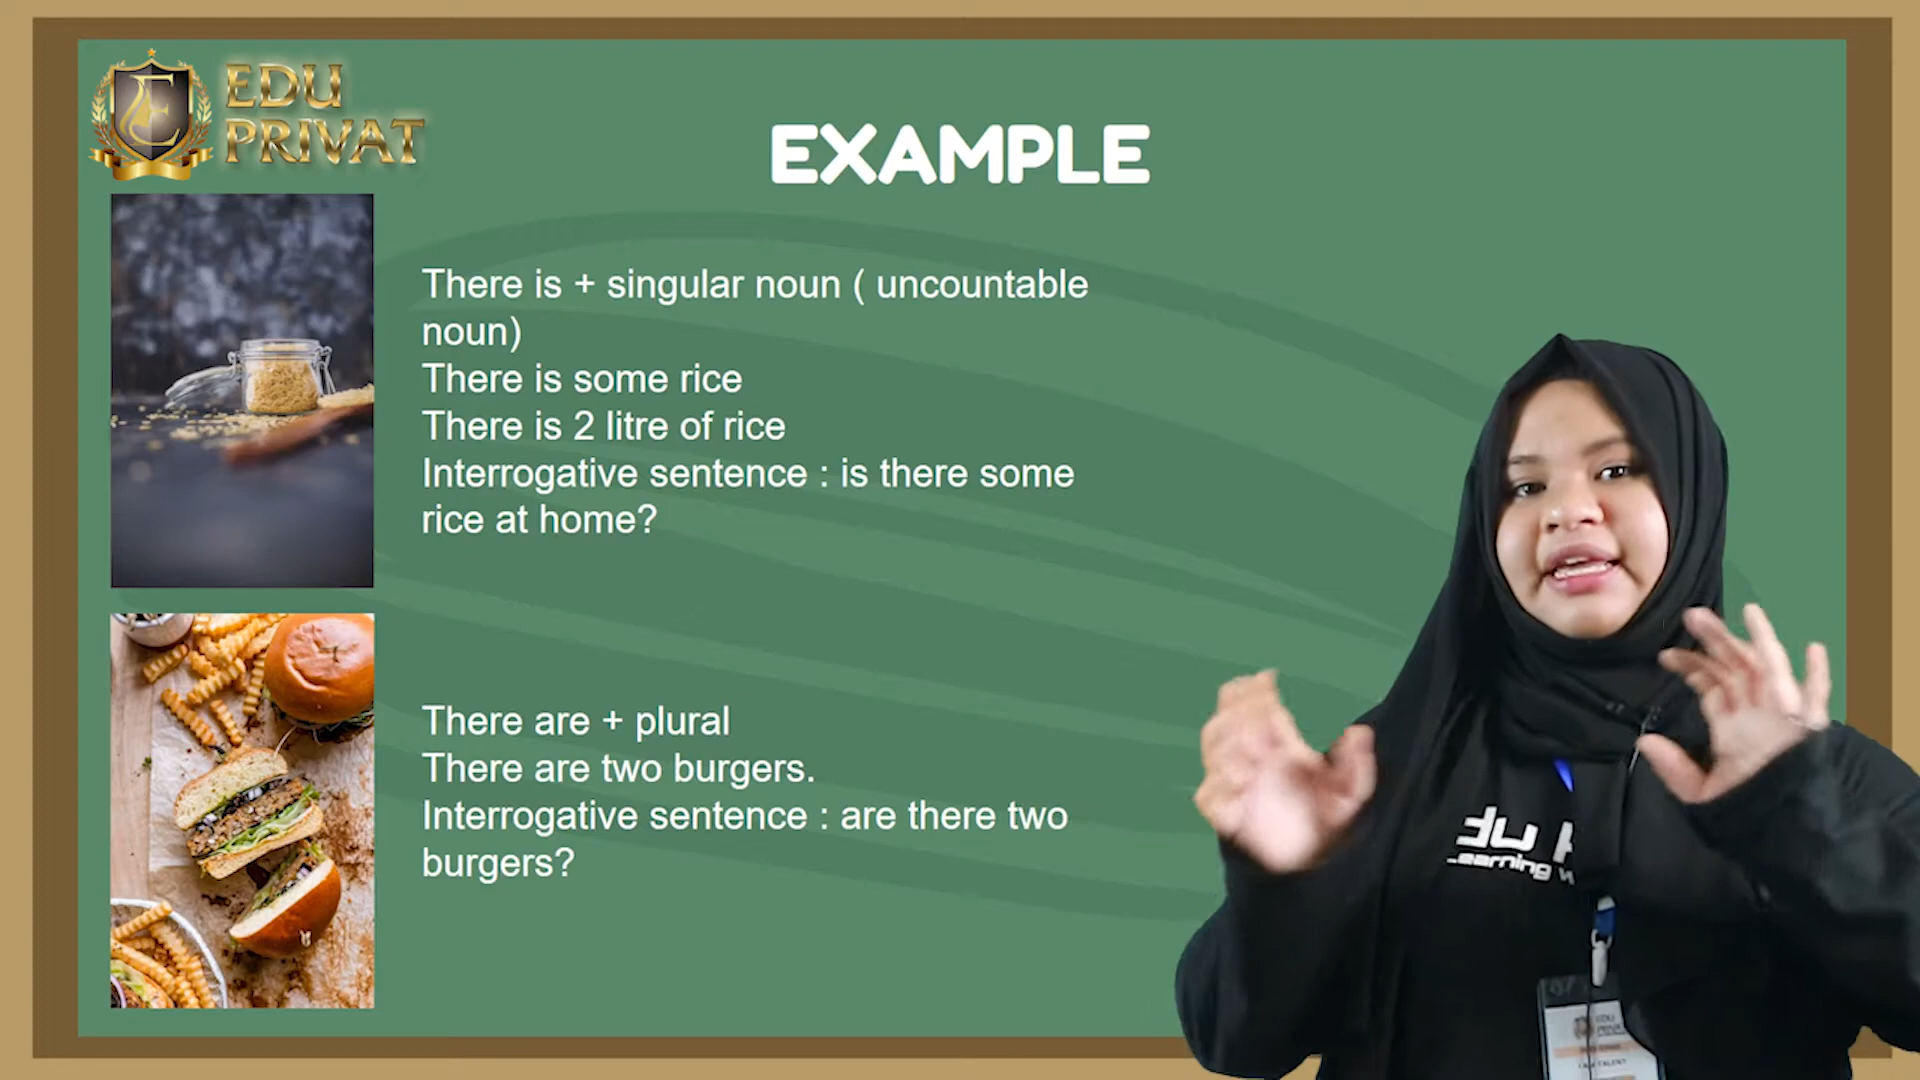 EDU
PRIVAT
EXAMPLE
There is + singular noun ( uncountable
noun)
There is some rice
There is 2 litre of rice
Interrogative sentence : is there some
rice at home?
There are + plural
There are two burgers.
Interrogative sentence : are there two
burgers?
EDU